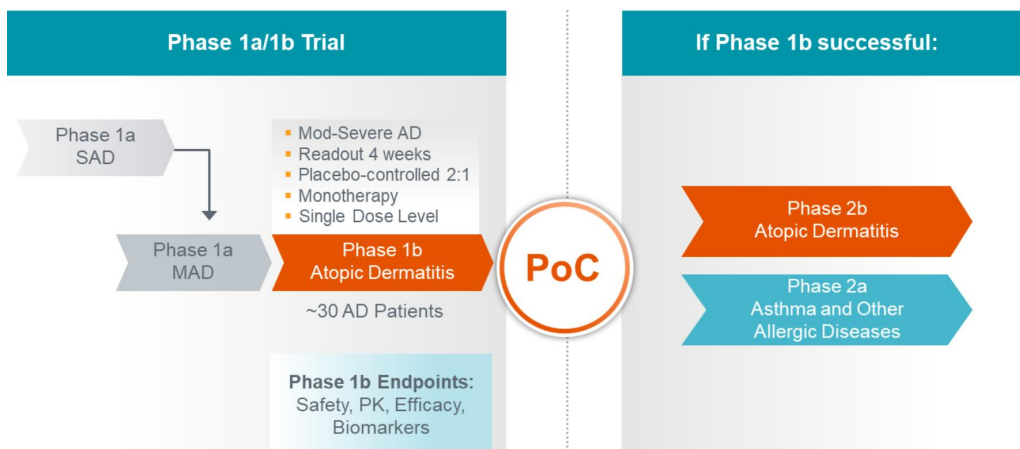 Phase 1a/1b Trial
If Phase 1b successful:
Phase 1a
SAD
▪ Mod-Severe AD
▪ Readout 4 weeks
▪ Placebo-controlled 2:1
▪ Monotherapy
▪ Single Dose Level
Phase 1a
MAD
Phase 1b
Atopic Dermatitis
~30 AD Patients
Phase 1b Endpoints:
Safety, PK, Efficacy,
Biomarkers
PoC
Phase 2b
Atopic Dermatitis
Phase 2a
Asthma and Other
Allergic Diseases